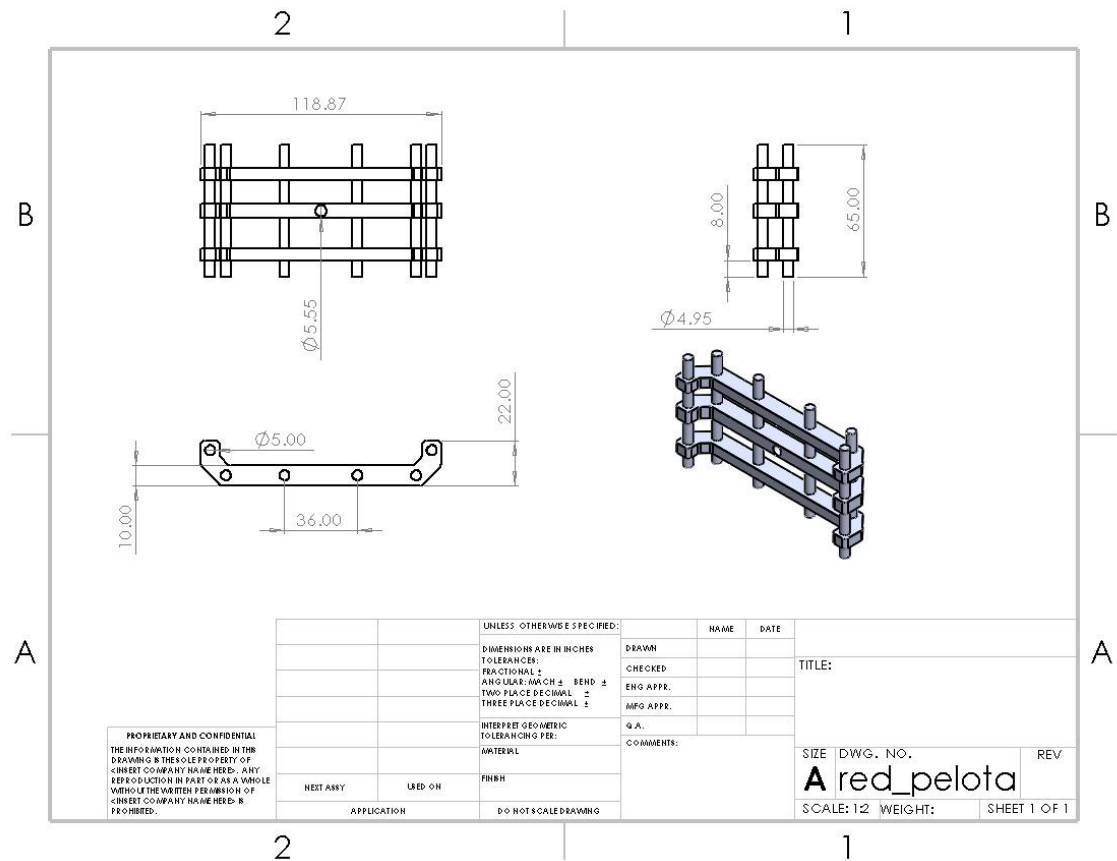 2
1
118.87
B
B
8.00
65.00
Ø5.55
Ø4.95
22.00
Ø5.00
10.00
36.00
A
A
UNLESS OTHERWISE SPECIFIED:
NAME
DATE
DIMENSIONS ARE IN INCHES
TOLERANCES:
FRACTIONAL ±
ANGULAR: MACH ± BEND ±
TWO PLACE DECIMAL ±
THREE PLACE DECIMAL ±
DRAWN
CHECKED
ENG APPR.
MFG APPR.
TITLE:
INTERPRET GEOMETRIC
TOLERANCING PER:
Q.A.
COMMENTS:
MATERIAL
FINISH
PROPRIETARY AND CONFIDENTIAL
THE INFORMATION CONTAINED IN THIS
DRAWING IS THE SOLE PROPERTY OF
<INSERT COMPANY NAME HERE>. ANY
REPRODUCTION IN PART OR AS A WHOLE
WITHOUT THE WRITTEN PERMISSION OF
<INSERT COMPANY NAME HERE> IS
PROHIBITED.
NEXT ASSY
USED ON
APPLICATION
DO NOT SCALE DRAWING
SIZE DWG. NO. REV
A red_pelota
SCALE: 1:2 WEIGHT: SHEET 1 OF 1
2
1